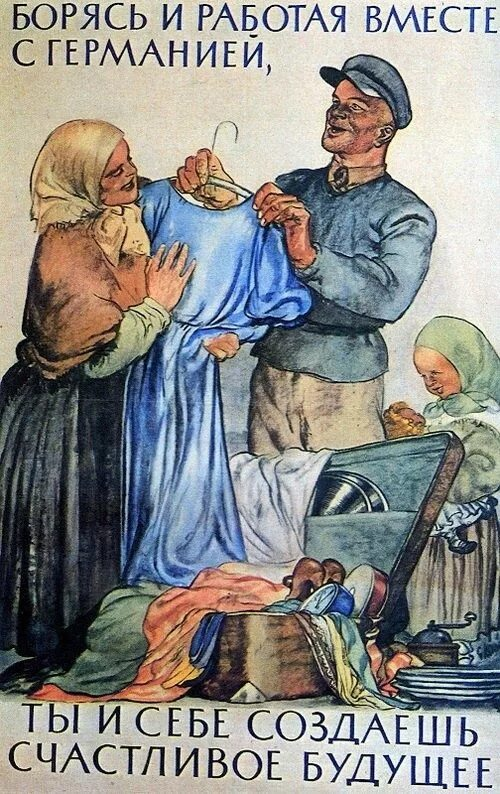 БОРЯСЬ И РАБОТАЯ ВМЕСТЕ
С ГЕРМАНИЕЙ,
ТЫ И СЕБЕ СОЗДАЕШЬ
СЧАСТЛИВОЕ БУДУЩЕЕ